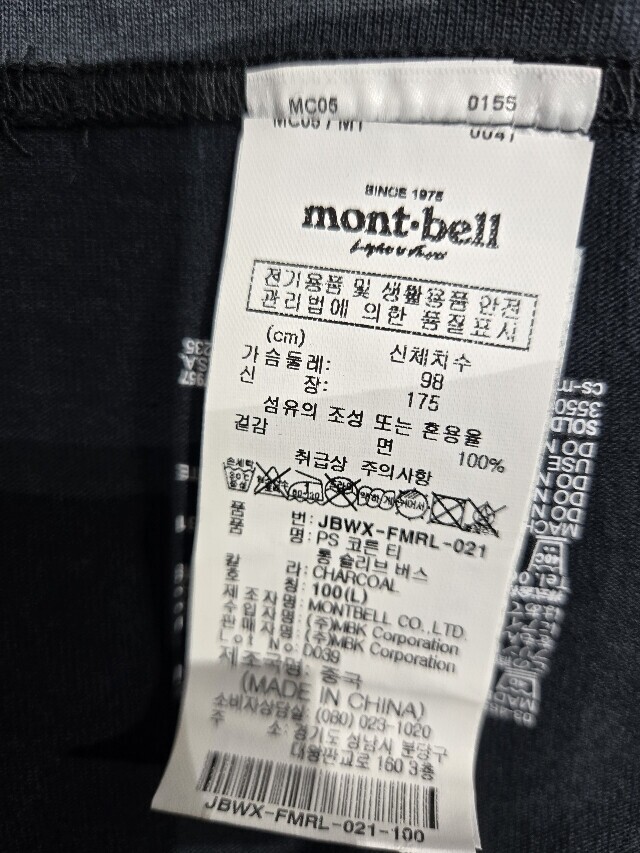 MC05 0155
MC05 / M1 0041
SINCE 1975
mont·bell
전기용품 및 생활용품 안전
관리법에 의한 품질표시
(cm) 신체치수
가슴둘레: 98
신 장: 175
섬유의 조성 또는 혼용율
겉감 면 100%
취급상 주의사항
손세탁
품 번: JBWX-FMRL-021
품 명: PS 코튼 티
롱 슬리브 배스
칼 라: CHARCOAL
호 칭: 100(L)
제조자명: MONTBELL CO.,LTD.
수입자명: (주)MBK Corporation
판매자명: (주)MBK Corporation
Lot No: D039
제조국명: 중국
(MADE IN CHINA)
소비자상담실: (080) 023-1020
주 소: 경기도 성남시 분당구
대왕판교로 160 3층
JBWX-FMRL-021-100